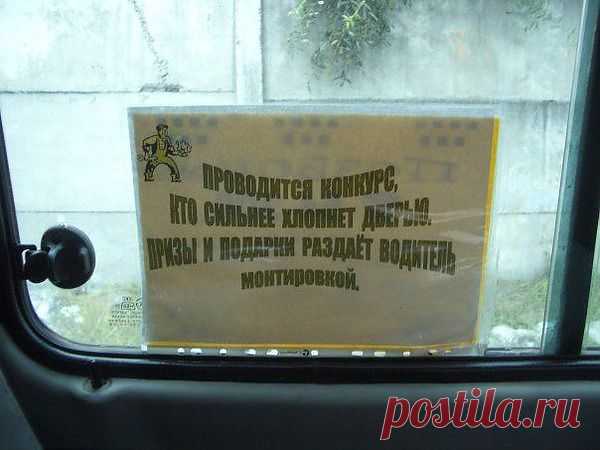 ПРОВОДИТСЯ КОНКУРС,
КТО СИЛЬНЕЕ ХЛОПНЕТ ДВЕРЬЮ.
ПРИЗЫ И ПОДАРКИ РАЗДАЁТ ВОДИТЕЛЬ
МОНТИРОВКОЙ.
postila.ru